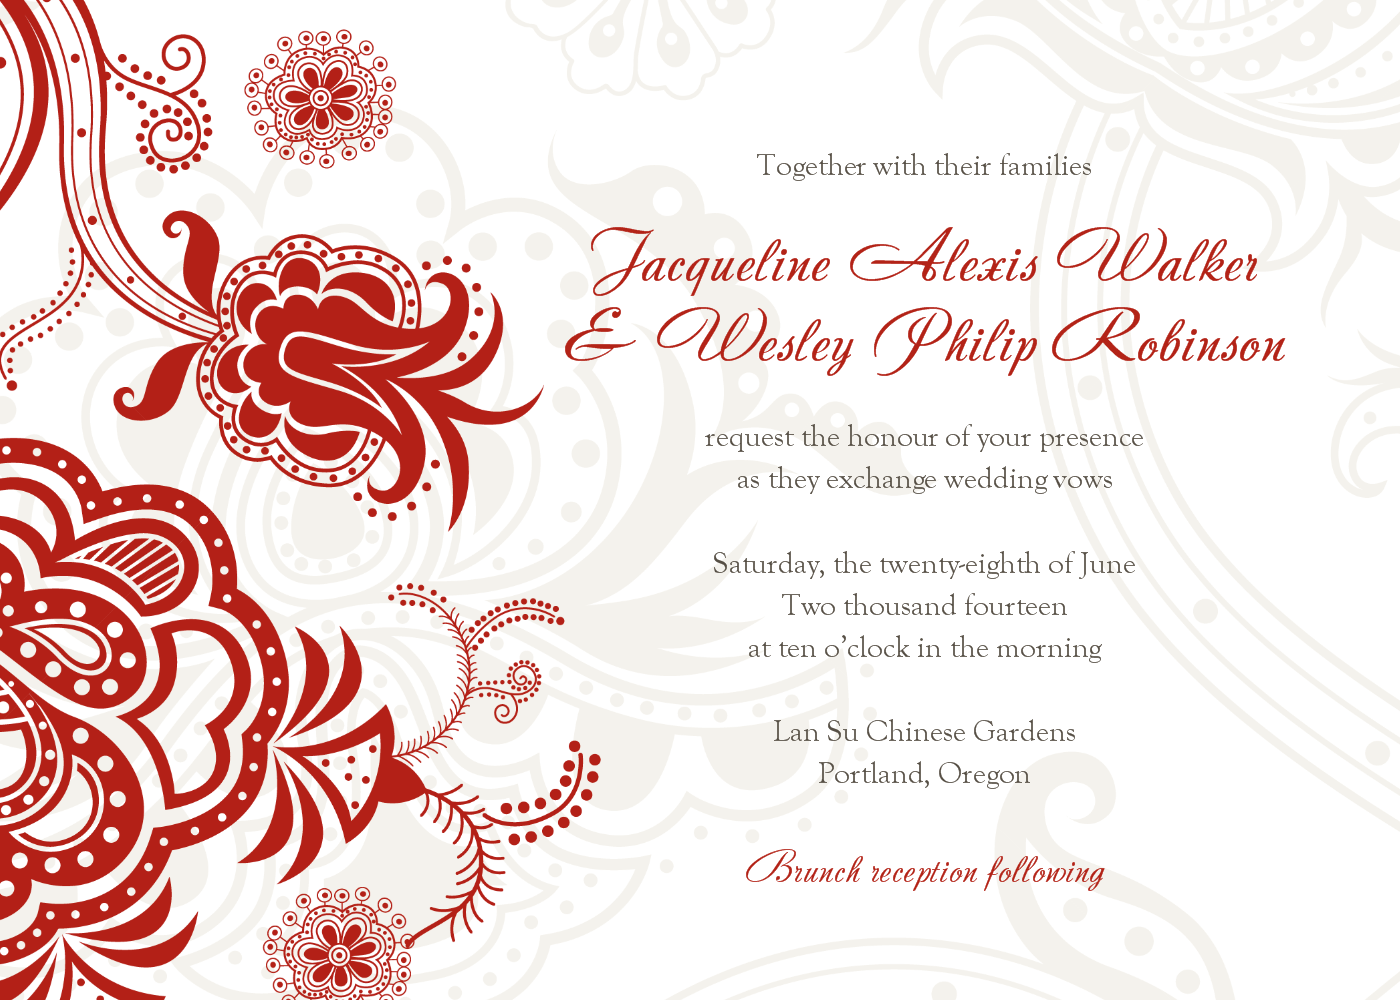 Together with their families
Jacqueline Alexis Walker
& Wesley Philip Robinson
request the honour of your presence
as they exchange wedding vows
Saturday, the twenty-eighth of June
Two thousand fourteen
at ten o’clock in the morning
Lan Su Chinese Gardens
Portland, Oregon
Brunch reception following